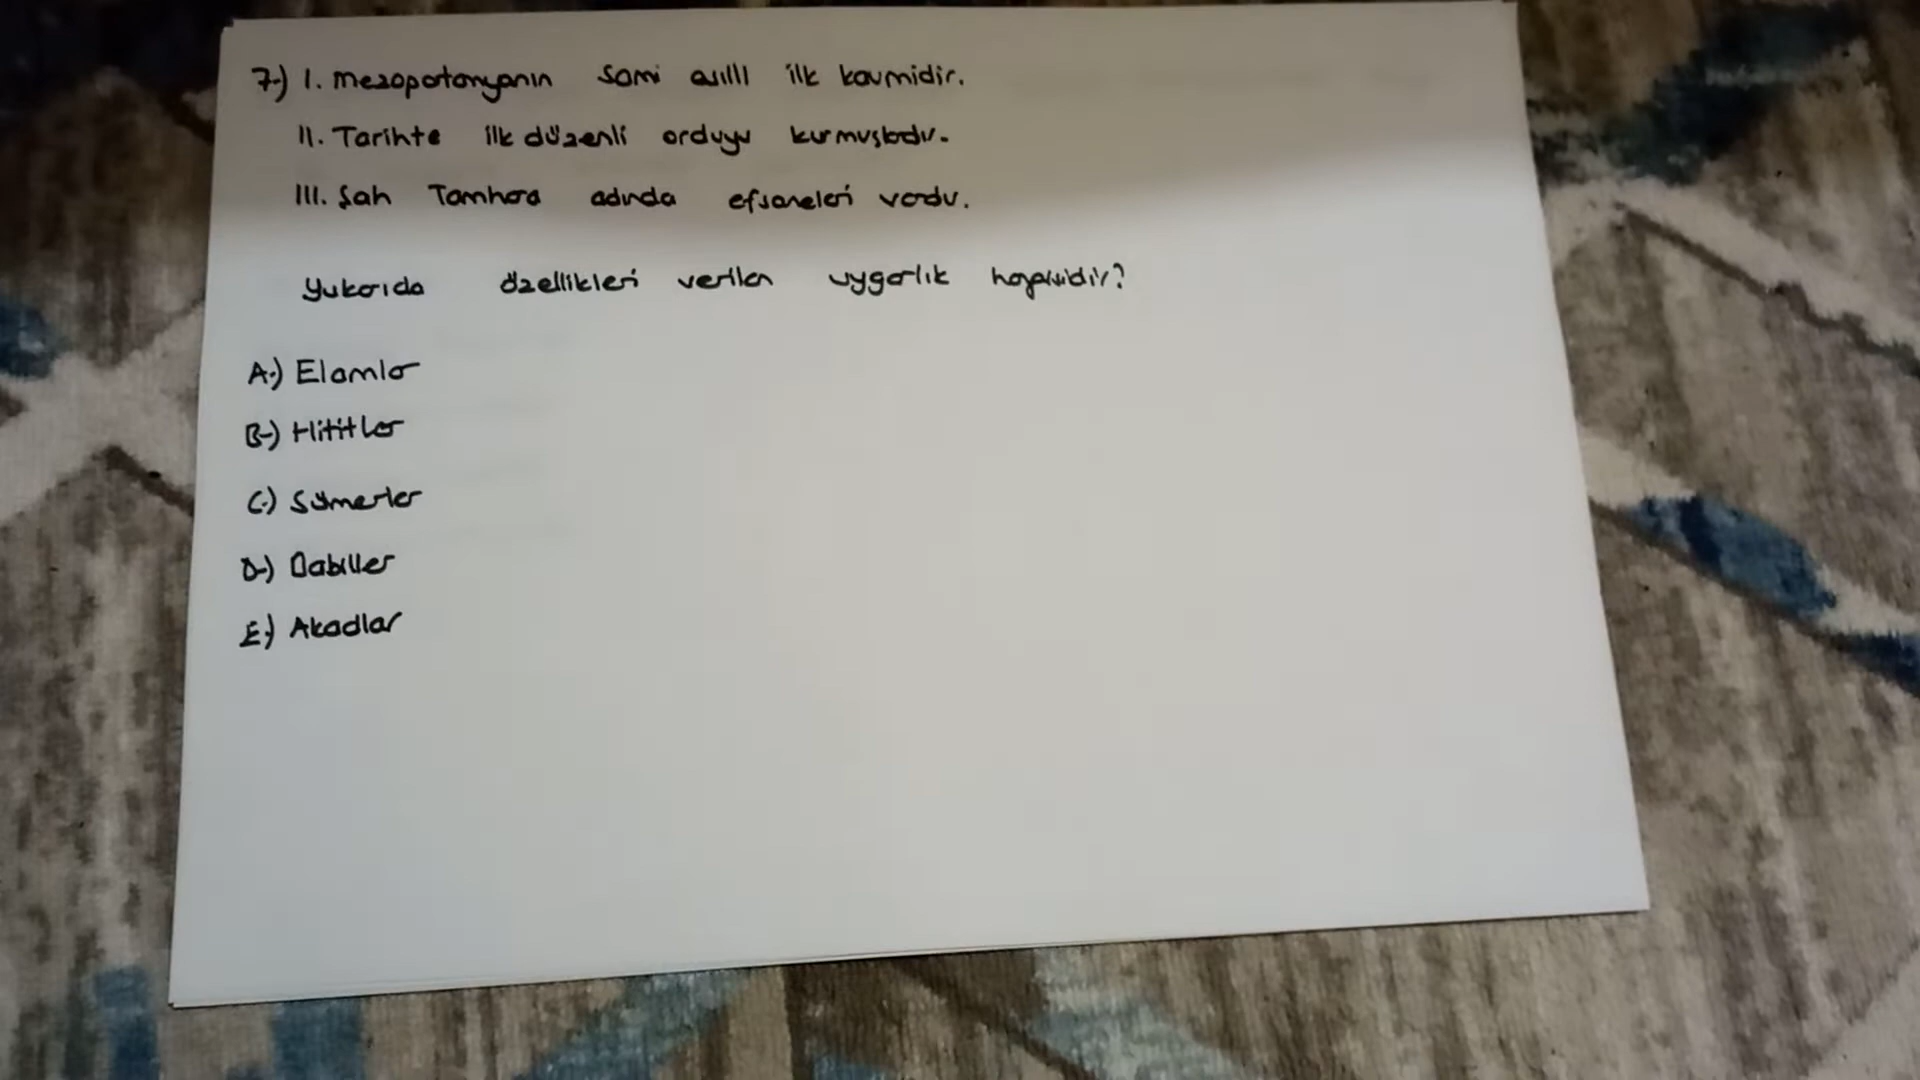 7-) I. Mezopotamyanın Sami asıllı ilk kavmidir.
II. Tarihte ilk düzenli orduyu kurmuşlardır.
III. Şah Tamhara adında efsaneleri vardır.
Yukarıda özellikleri verilen uygarlık hangisidir?
A-) Elamlar
B-) Hititler
C-) Sümerler
D-) Babiller
E-) Akadlar